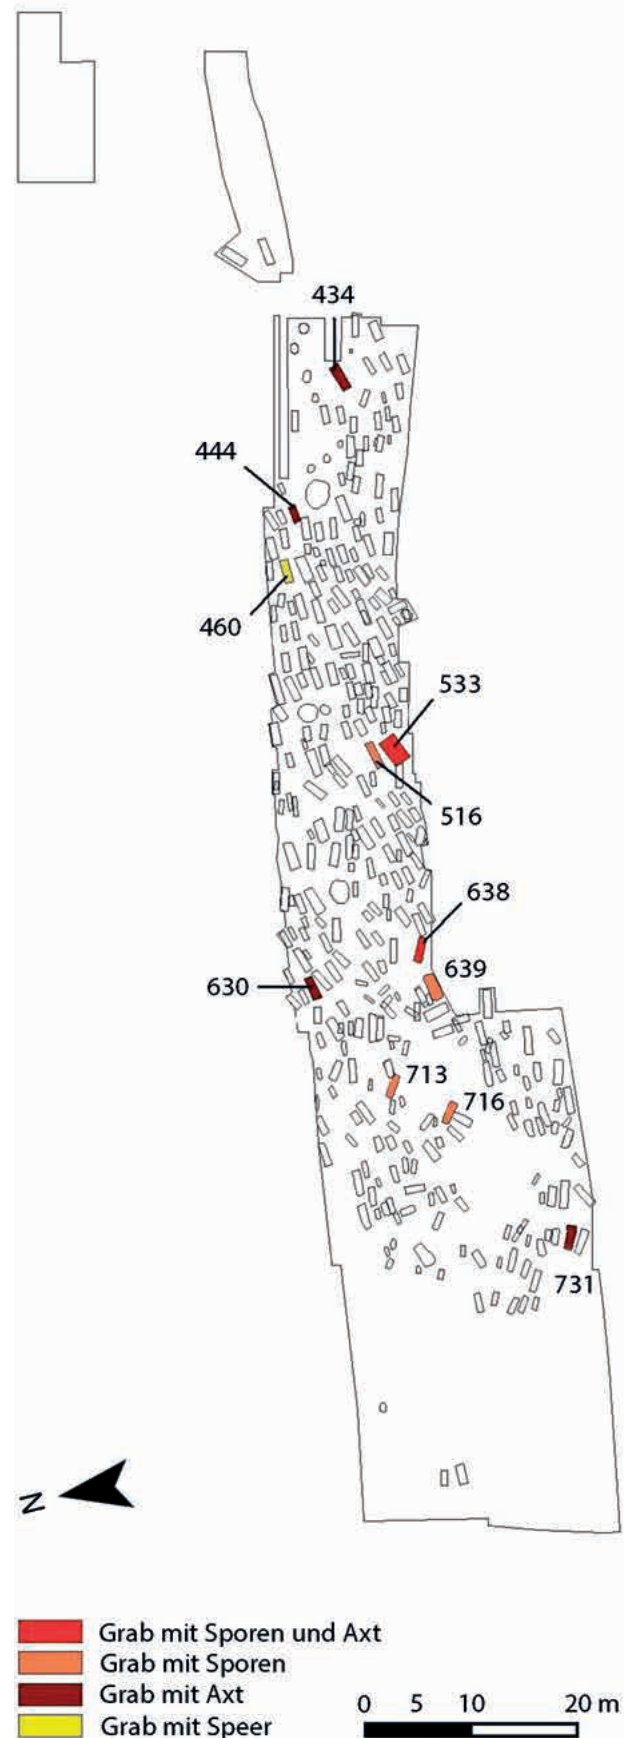 434
444
460
533
516
638
639
630
713
716
731
N
Grab mit Sporen und Axt
Grab mit Sporen
Grab mit Axt
Grab mit Speer
0 5 10 20 m